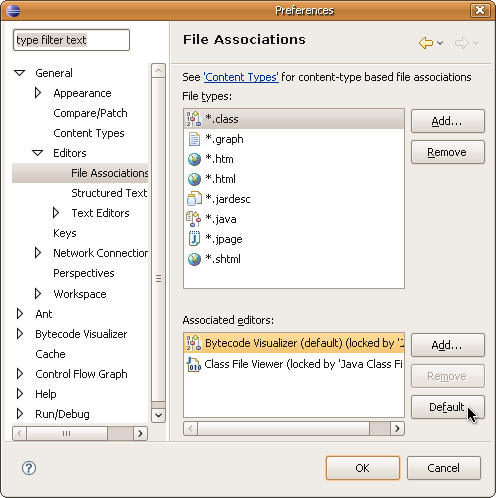 Preferences
type filter text
General
Appearance
Compare/Patch
Content Types
Editors
File Associations
Structured Text
Text Editors
Keys
Network Connection
Perspectives
Workspace
Ant
Bytecode Visualizer
Cache
Control Flow Graph
Help
Run/Debug
File Associations
See 'Content Types' for content-type based file associations
File types:
*.class
*.graph
*.htm
*.html
*.jardesc
*.java
*.jpage
*.shtml
Add...
Remove
Associated editors:
Bytecode Visualizer (default) (locked by 'J
Class File Viewer (locked by 'Java Class Fi
Add...
Remove
Default
?
OK
Cancel